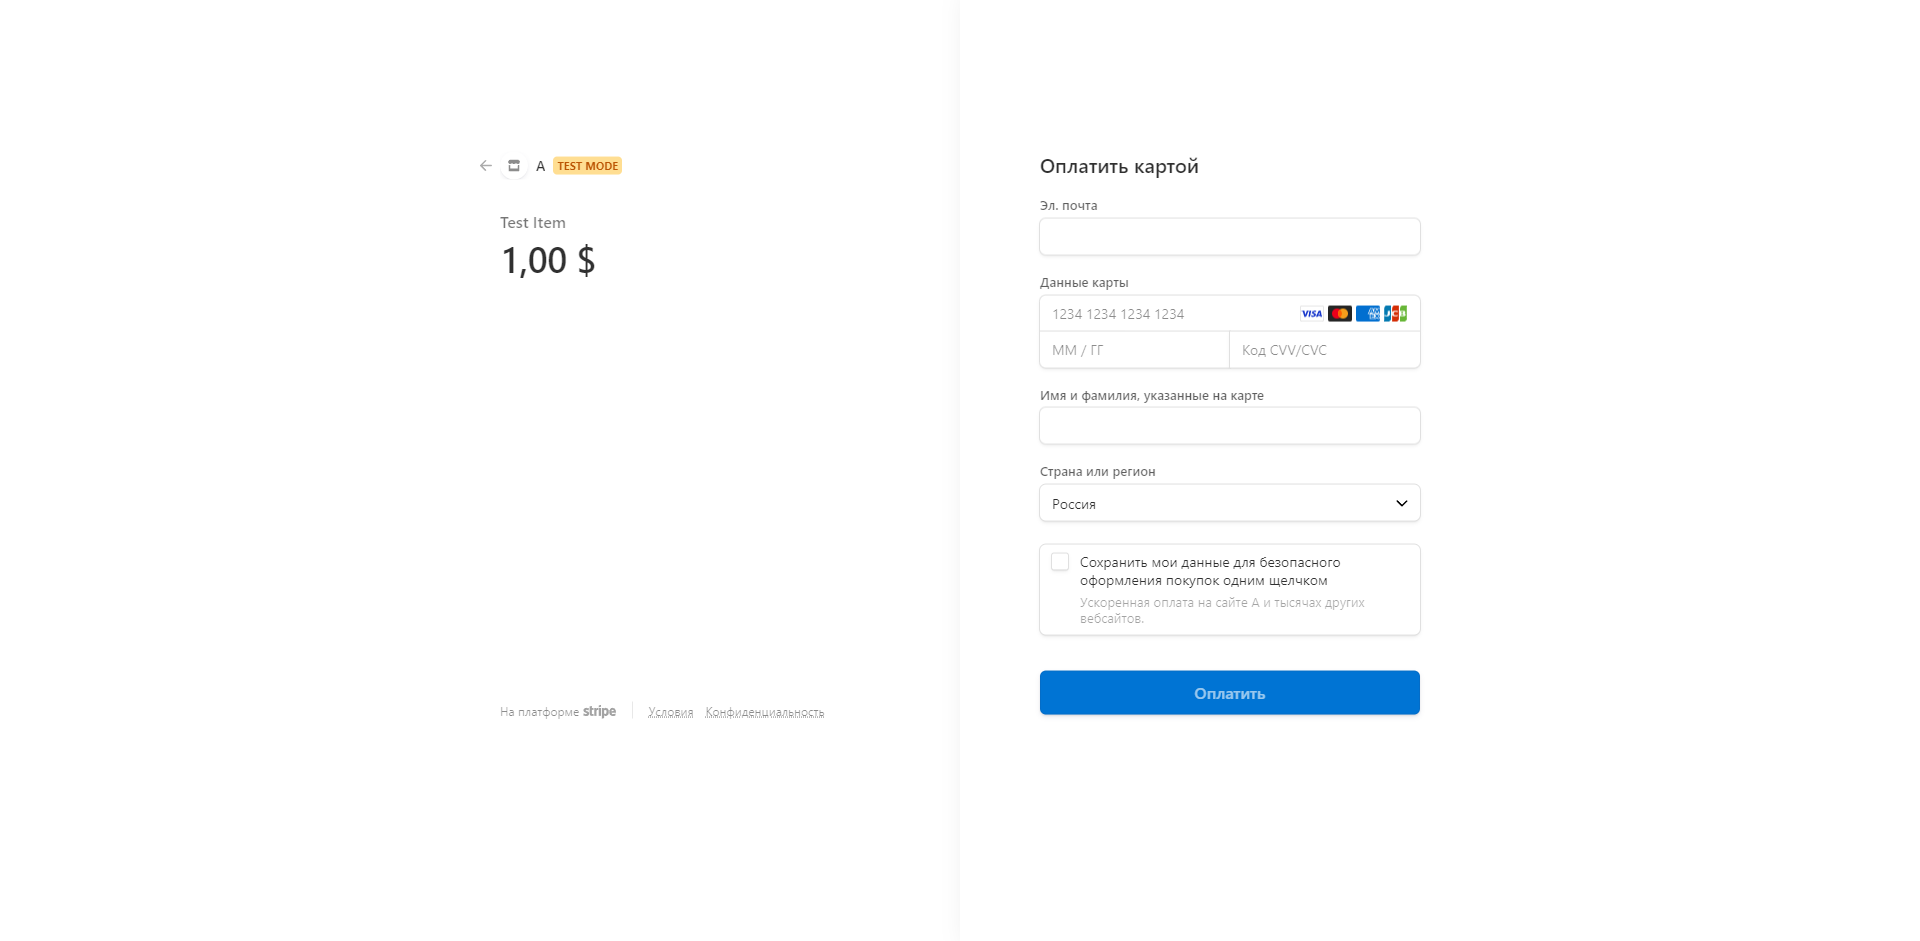 A TEST MODE
Test Item
1,00 $
На платформе stripe
Условия Конфиденциальность
Оплатить картой
Эл. почта
Данные карты
1234 1234 1234 1234 VISA JCB
ММ / ГГ Код CVV/CVC
Имя и фамилия, указанные на карте
Страна или регион
Россия
Сохранить мои данные для безопасного
оформления покупок одним щелчком
Ускоренная оплата на сайте A и тысячах других
вебсайтов.
Оплатить